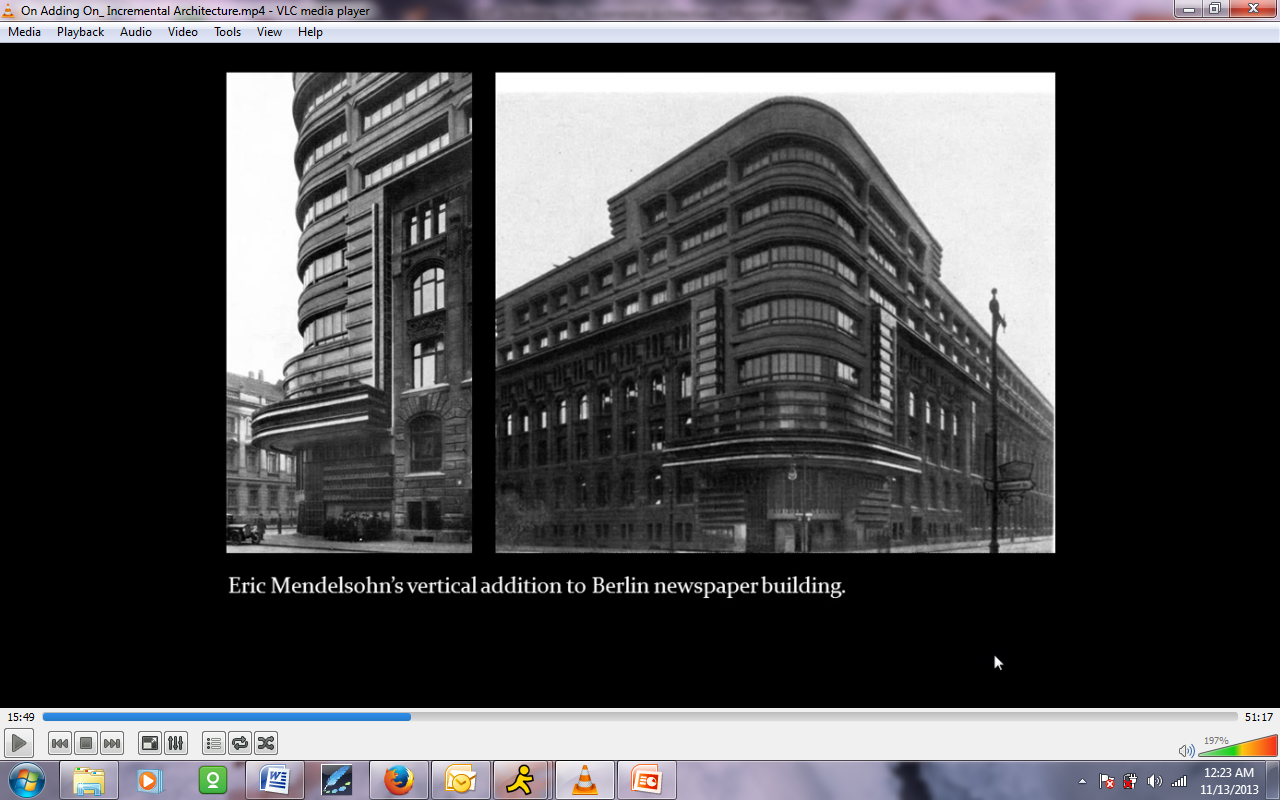 On Adding On_ Incremental Architecture.mp4 - VLC media player
Media Playback Audio Video Tools View Help
Eric Mendelsohn's vertical addition to Berlin newspaper building.
15:49 51:17
197%
12:23 AM
11/13/2013